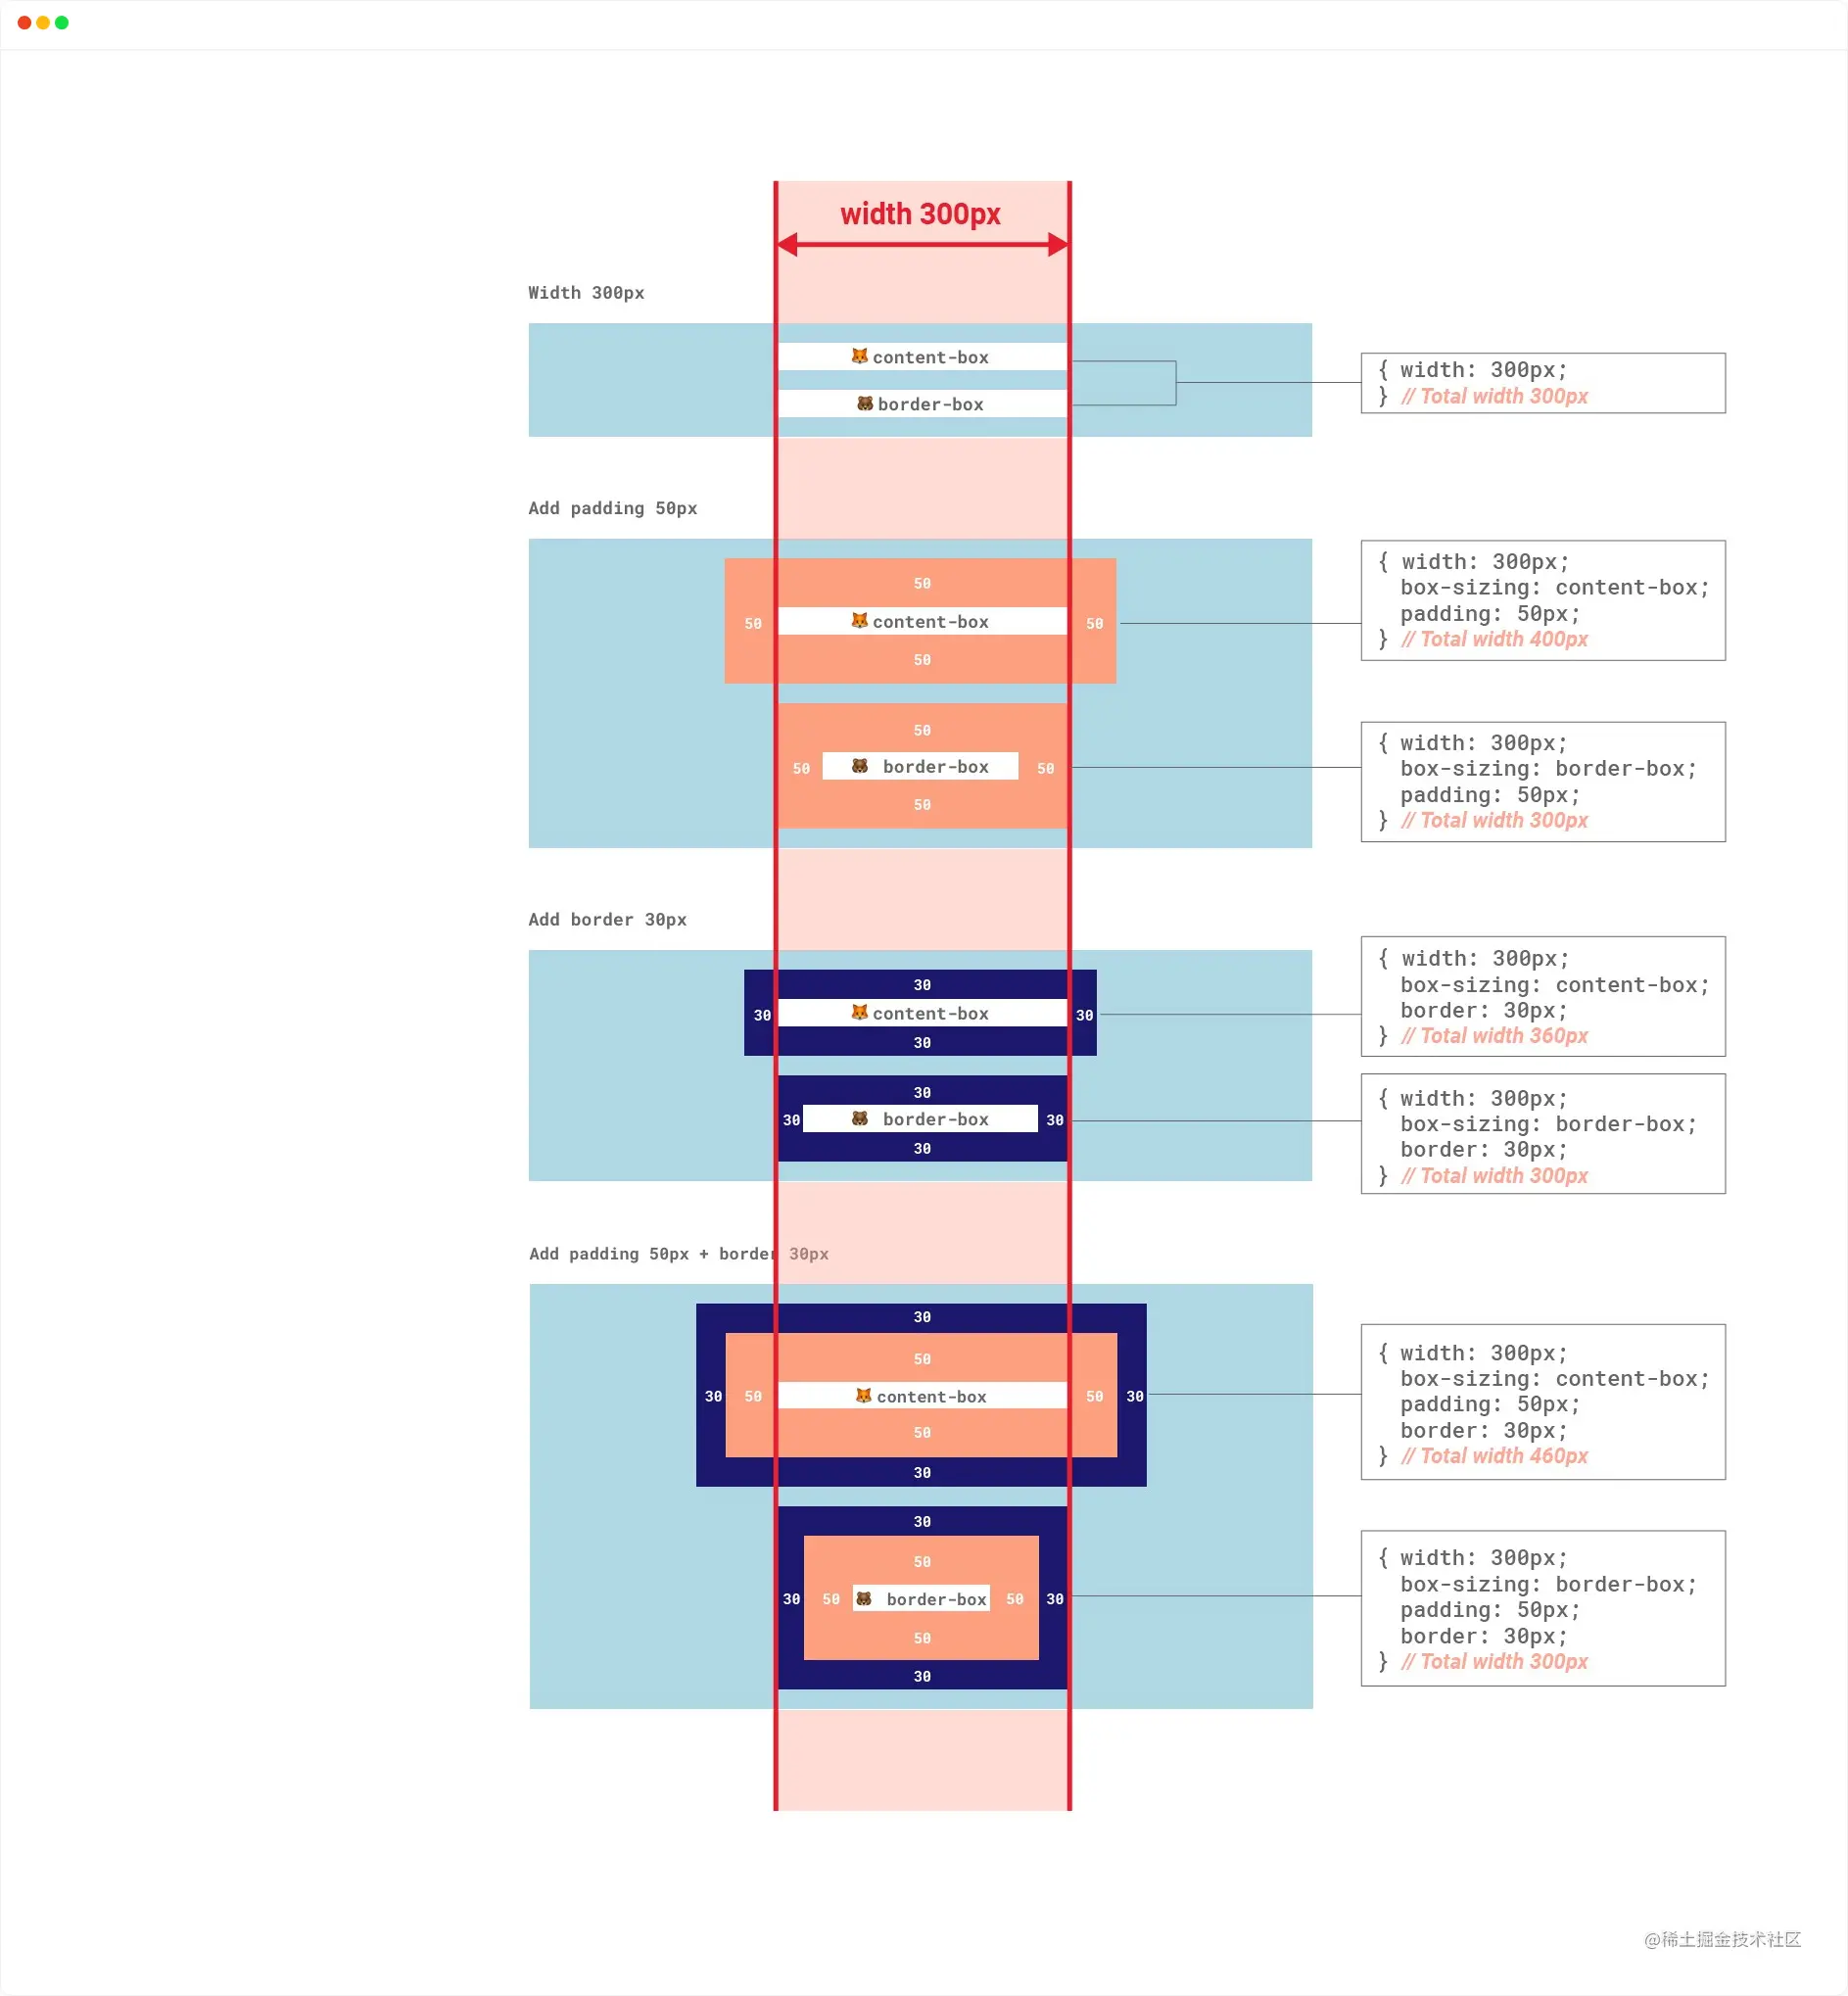 width 300px
Width 300px
content-box
border-box
{ width: 300px;
} // Total width 300px
Add padding 50px
50
50 content-box 50
50
{ width: 300px;
box-sizing: content-box;
padding: 50px;
} // Total width 400px
50
50 border-box 50
50
{ width: 300px;
box-sizing: border-box;
padding: 50px;
} // Total width 300px
Add border 30px
30
30 content-box 30
30
{ width: 300px;
box-sizing: content-box;
border: 30px;
} // Total width 360px
30
30 border-box 30
30
{ width: 300px;
box-sizing: border-box;
border: 30px;
} // Total width 300px
Add padding 50px + border 30px
30
50
30 50 content-box 50 30
50
30
{ width: 300px;
box-sizing: content-box;
padding: 50px;
border: 30px;
} // Total width 460px
30
50
30 50 border-box 50 30
50
30
{ width: 300px;
box-sizing: border-box;
padding: 50px;
border: 30px;
} // Total width 300px
@稀土掘金技术社区